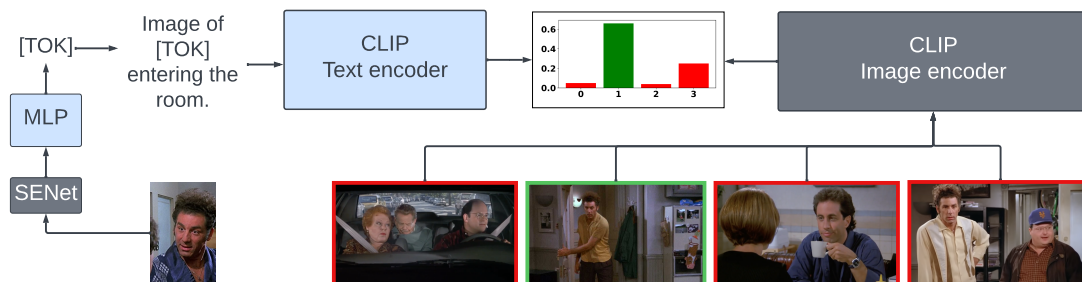 [TOK]
Image of
[TOK]
entering the
room.
CLIP
Text encoder
0.6
0.4
0.2
0.0
0 1 2 3
CLIP
Image encoder
MLP
SENet